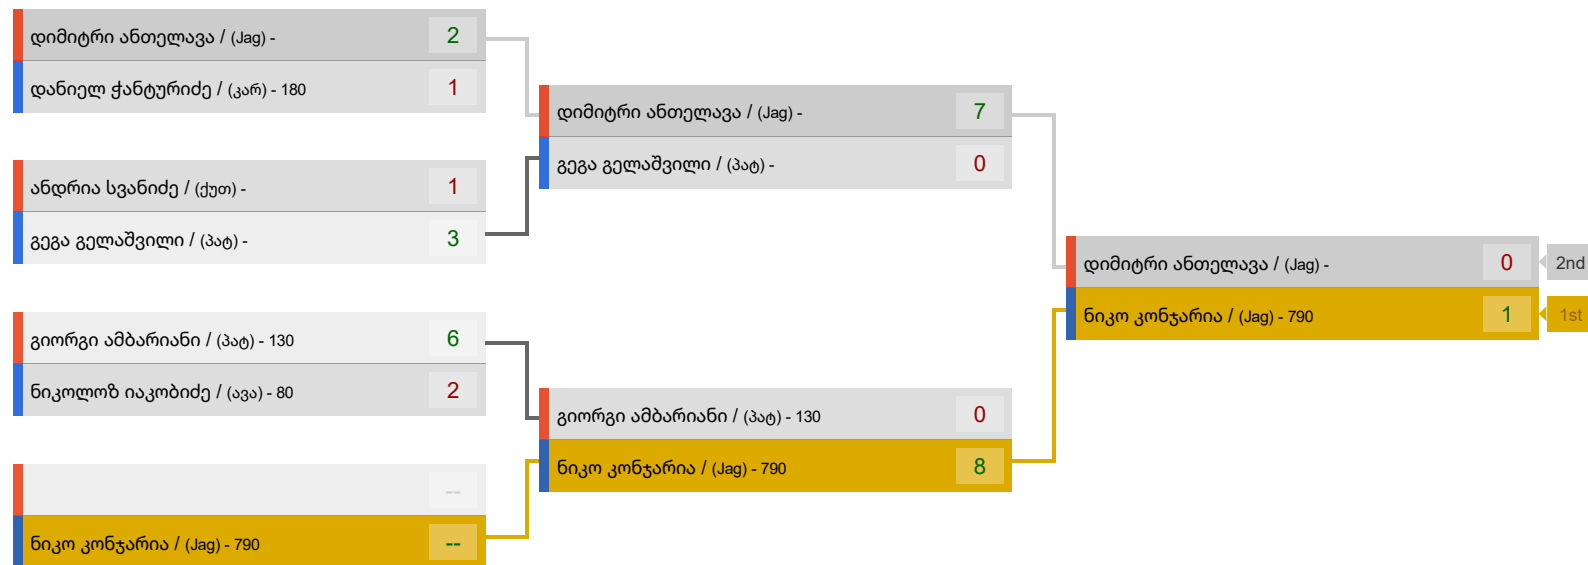 დიმიტრი ანთელავა / (Jag) - 2
დანიელ ჭანტურიძე / (კარ) - 180 1
ანდრია სვანიძე / (ქუთ) - 1
გეგა გელაშვილი / (პატ) - 3
გიორგი ამბარიანი / (პატ) - 130 6
ნიკოლოზ იაკობიძე / (ავა) - 80 2
--
ნიკო კონჯარია / (Jag) - 790 --
დიმიტრი ანთელავა / (Jag) - 7
გეგა გელაშვილი / (პატ) - 0
გიორგი ამბარიანი / (პატ) - 130 0
ნიკო კონჯარია / (Jag) - 790 8
დიმიტრი ანთელავა / (Jag) - 0 2nd
ნიკო კონჯარია / (Jag) - 790 1 1st